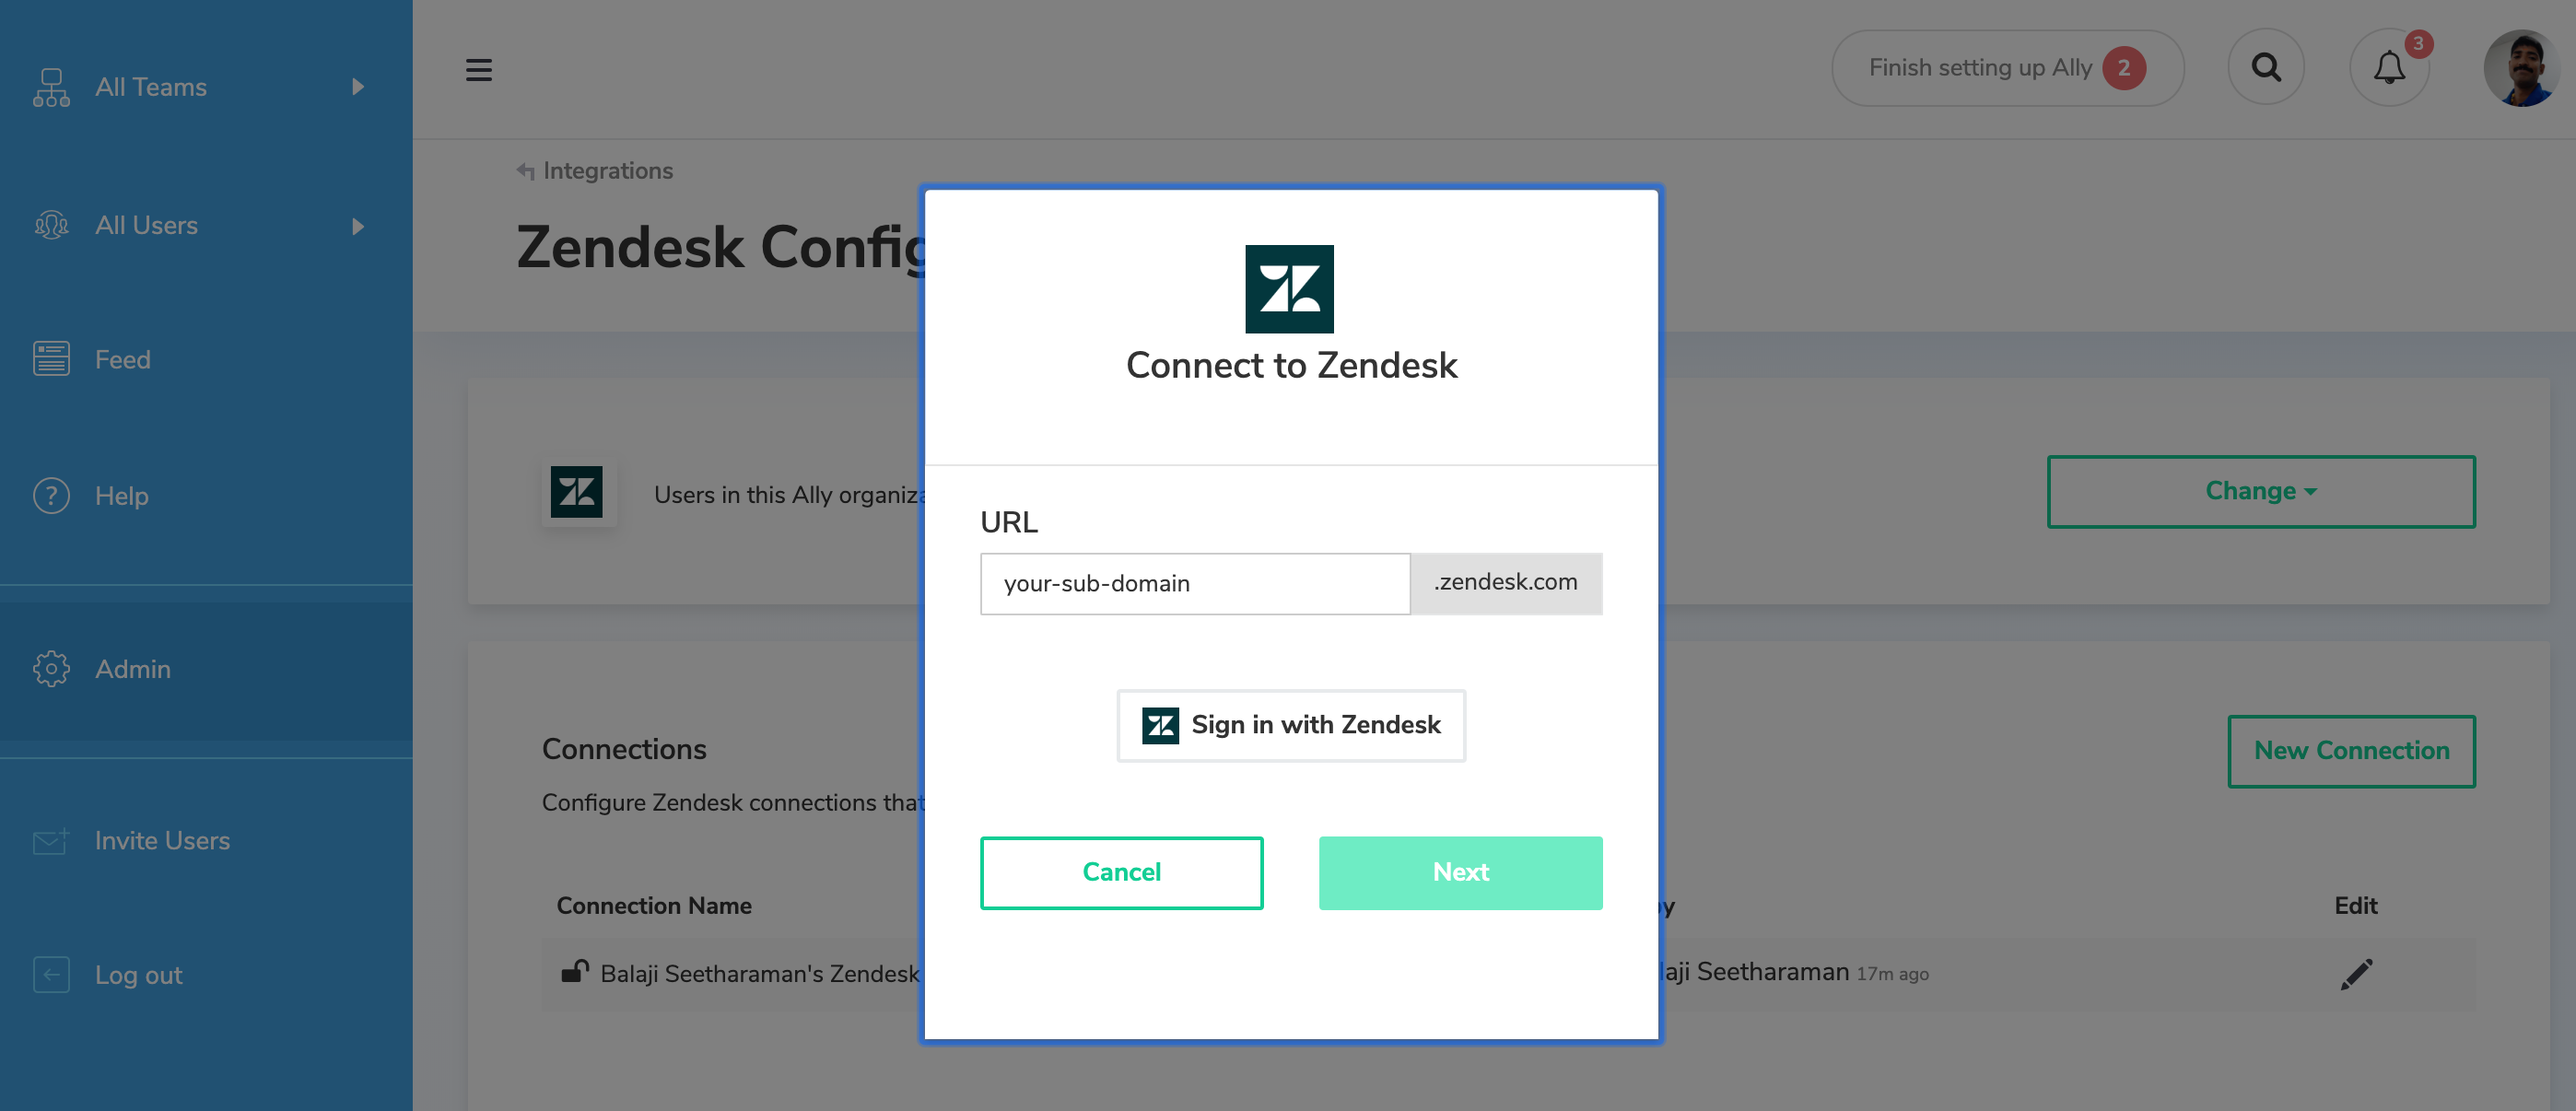 All Teams
All Users
Feed
Help
Admin
Invite Users
Log out
Finish setting up Ally 2
3
Integrations
Zendesk Config
Users in this Ally
Change
Connections
New Connection
Configure Zendesk connections that
Connection Name
Edit
Balaji Seetharaman's Zendesk
Seetharaman 17m ago
Connect to Zendesk
URL
your-sub-domain
.zendesk.com
Sign in with Zendesk
Cancel
Next